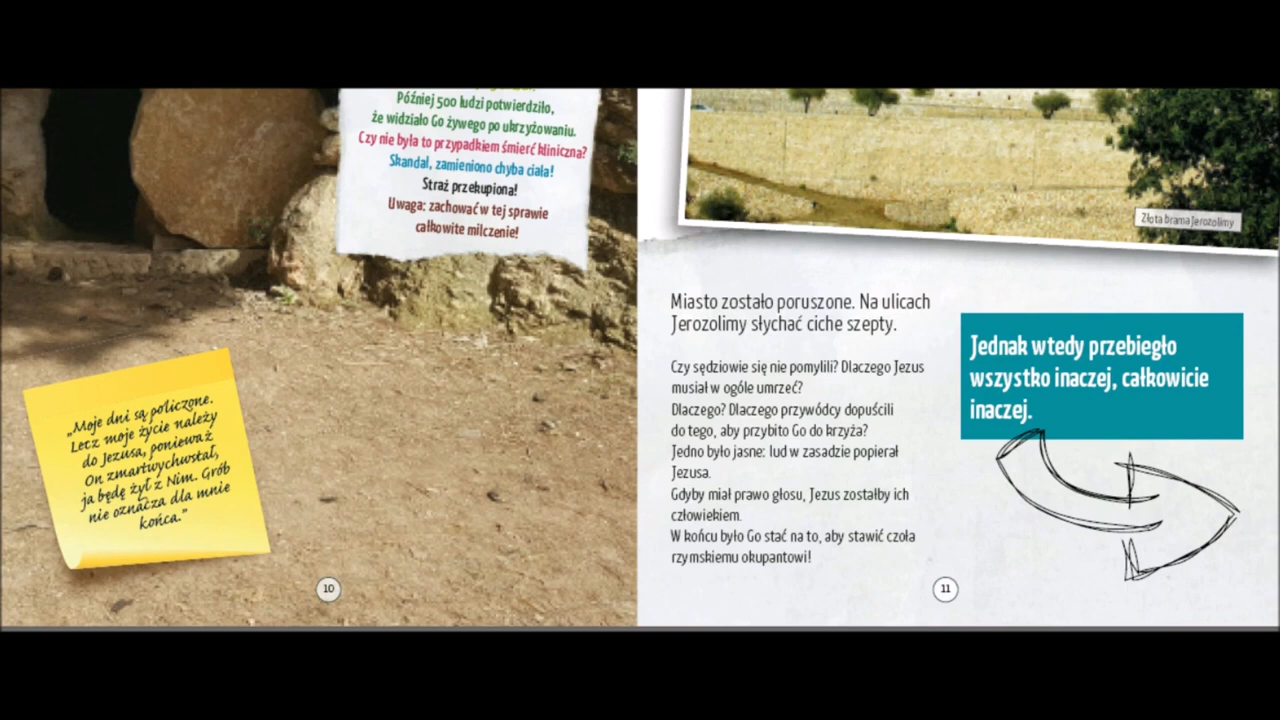 Później 500 ludzi potwierdziło,
że widziało Go żywego po ukrzyżowaniu.
Czy nie była to przypadkiem śmierć kliniczna?
Skandal, zamieniono chyba ciała!
Straż przekupiona!
Uwaga: zachować w tej sprawie
całkowite milczenie!
„Moje dni są policzone.
Lecz moje życie należy
do Jezusa, ponieważ
On zmartwychwstał,
ja będę żył z Nim. Grób
nie oznacza dla mnie
końca.”
10
Złota brama Jerozolimy
Miasto zostało poruszone. Na ulicach
Jerozolimy słychać ciche szepty.
Czy sędziowie się nie pomylili? Dlaczego Jezus
musiał w ogóle umrzeć?
Dlaczego? Dlaczego przywódcy dopuścili
do tego, aby przybito Go do krzyża?
Jedno było jasne: lud w zasadzie popierał
Jezusa.
Gdyby miał prawo głosu, Jezus zostałby ich
człowiekiem.
W końcu było Go stać na to, aby stawić czoła
rzymskiemu okupantowi!
Jednak wtedy przebiegło
wszystko inaczej, całkowicie
inaczej.
11